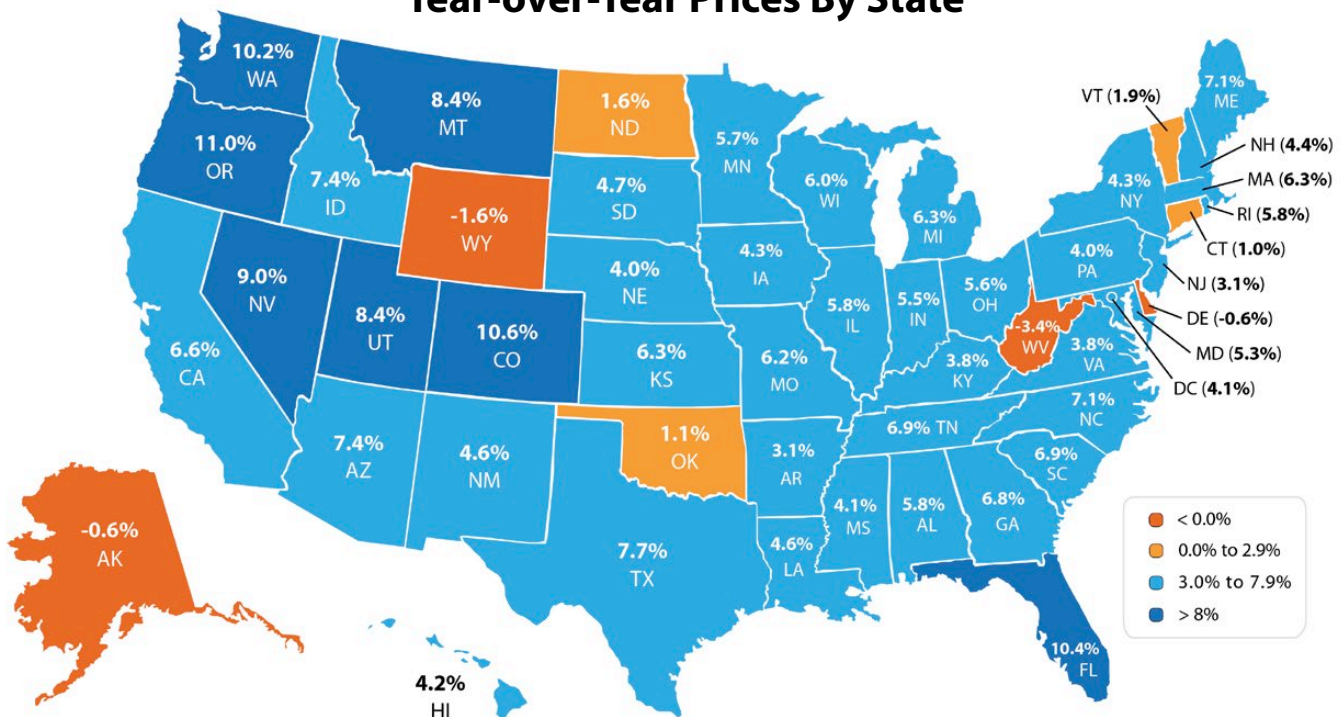 Year-over-Year Prices By State
10.2%
WA
8.4%
MT
1.6%
ND
5.7%
MN
11.0%
OR
7.4%
ID
-1.6%
WY
4.7%
SD
6.0%
WI
6.3%
MI
4.3%
NY
7.1%
ME
VT (1.9%)
NH (4.4%)
MA (6.3%)
RI (5.8%)
CT (1.0%)
NJ (3.1%)
DE (-0.6%)
MD (5.3%)
DC (4.1%)
9.0%
NV
8.4%
UT
10.6%
CO
4.0%
NE
4.3%
IA
5.8%
IL
5.5%
IN
5.6%
OH
4.0%
PA
-3.4%
WV
3.8%
VA
6.6%
CA
6.3%
KS
6.2%
MO
3.8%
KY
7.1%
NC
7.4%
AZ
4.6%
NM
1.1%
OK
3.1%
AR
6.9% TN
6.9%
SC
7.7%
TX
4.6%
LA
4.1%
MS
5.8%
AL
6.8%
GA
10.4%
FL
-0.6%
AK
4.2%
HI
< 0.0%
0.0% to 2.9%
3.0% to 7.9%
> 8%